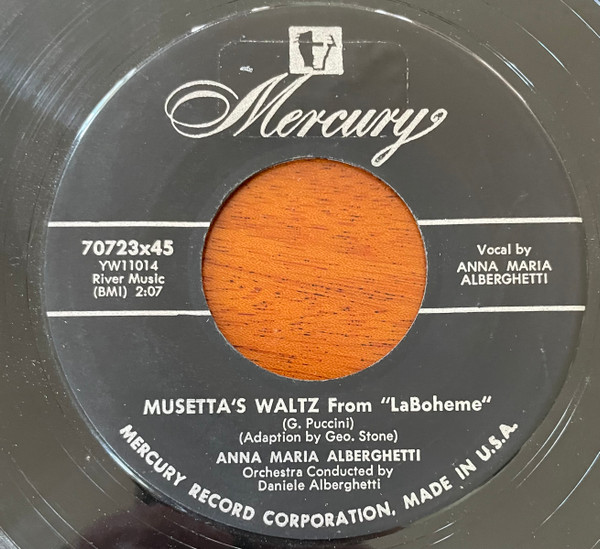 Mercury
70723x45
YW11014
River Music
(BMI) 2:07
Vocal by
ANNA MARIA
ALBERGHETTI
MUSETTA'S WALTZ From "LaBoheme"
(G. Puccini)
(Adaption by Geo. Stone)
ANNA MARIA ALBERGHETTI
Orchestra Conducted by
Daniele Alberghetti
MERCURY RECORD CORPORATION, MADE IN U.S.A.